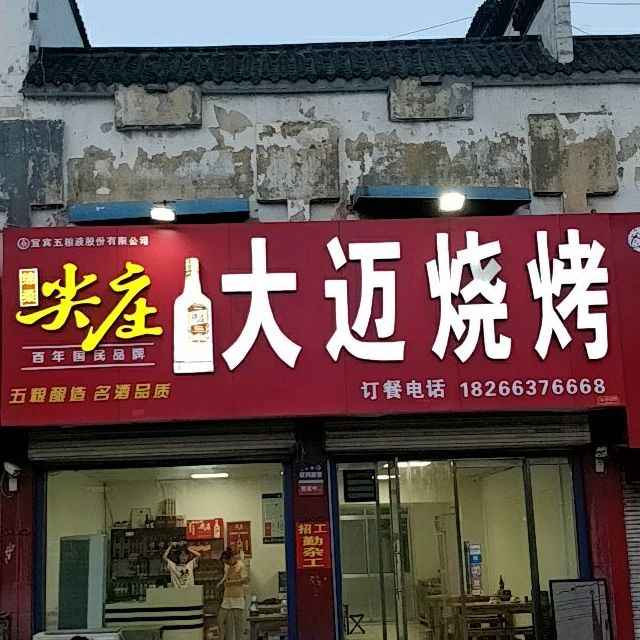 宜宾五粮液股份有限公司
尖庄
百年国民品牌
五粮酿造 名酒品质
大迈烧烤
订餐电话 18266376668
招工
勤杂工